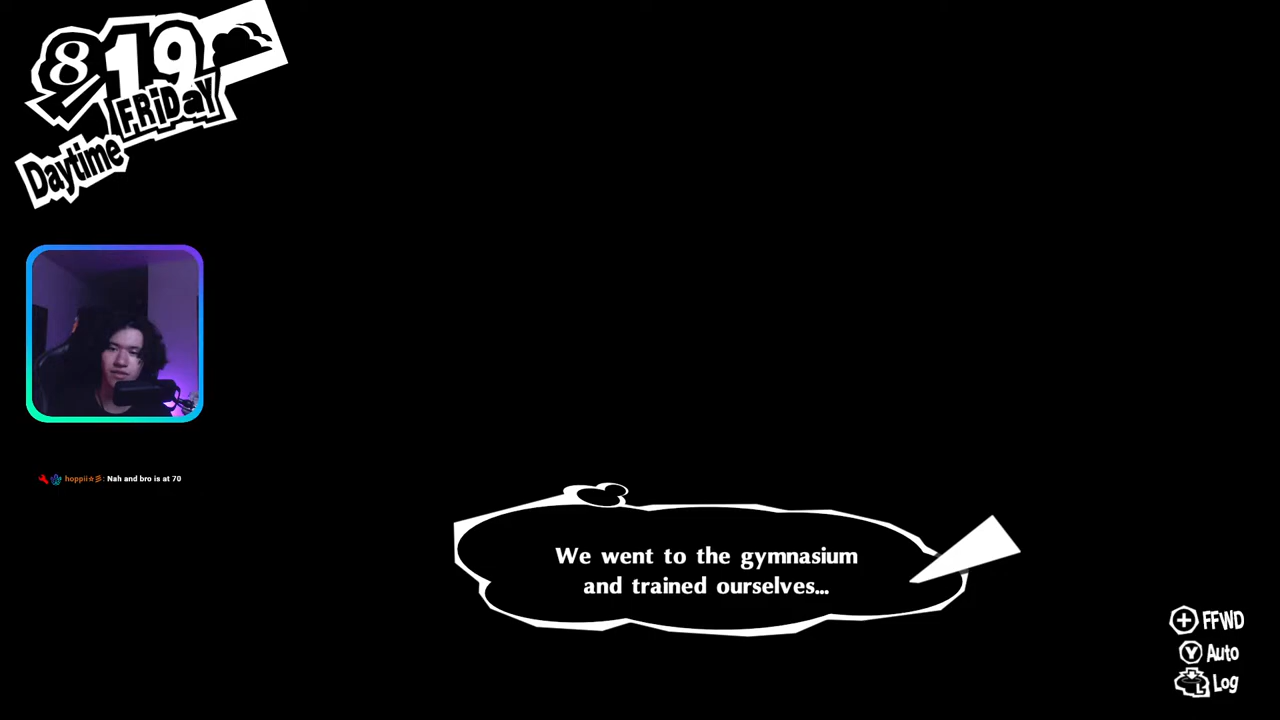 8 19
FRiDaY
Daytime
hoppii☆彡: Nah and bro is at 70
We went to the gymnasium
and trained ourselves...
FFWD
Y Auto
L Log